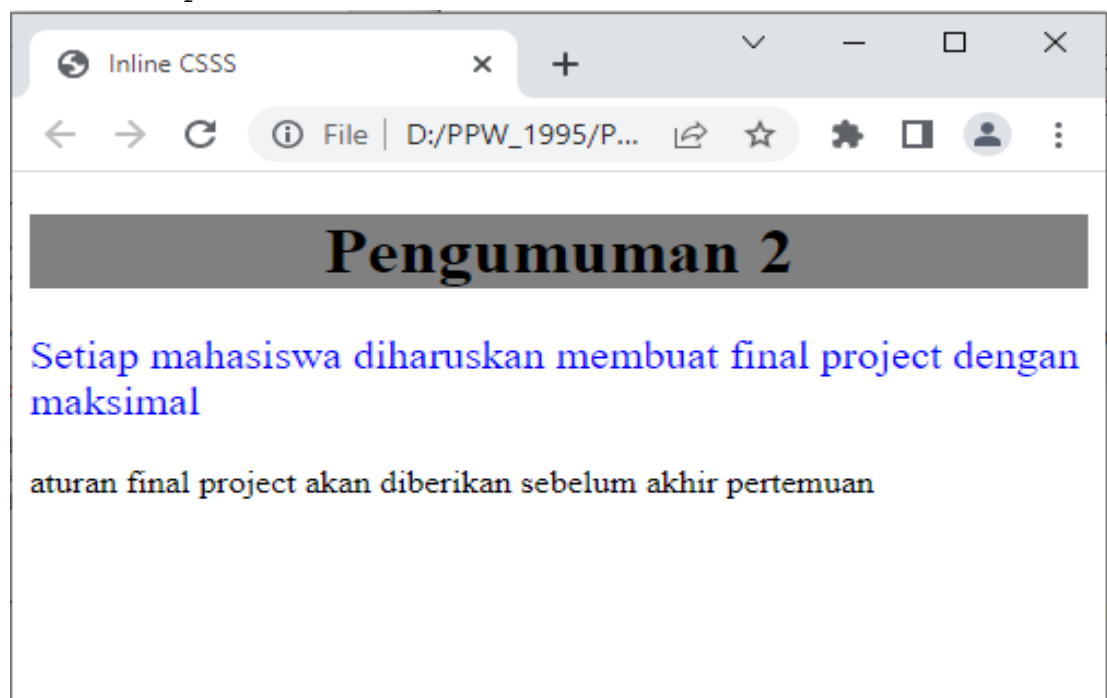 Inline CSSS
File | D:/PPW_1995/P...
Pengumuman 2
Setiap mahasiswa diharuskan membuat final project dengan
maksimal
aturan final project akan diberikan sebelum akhir pertemuan